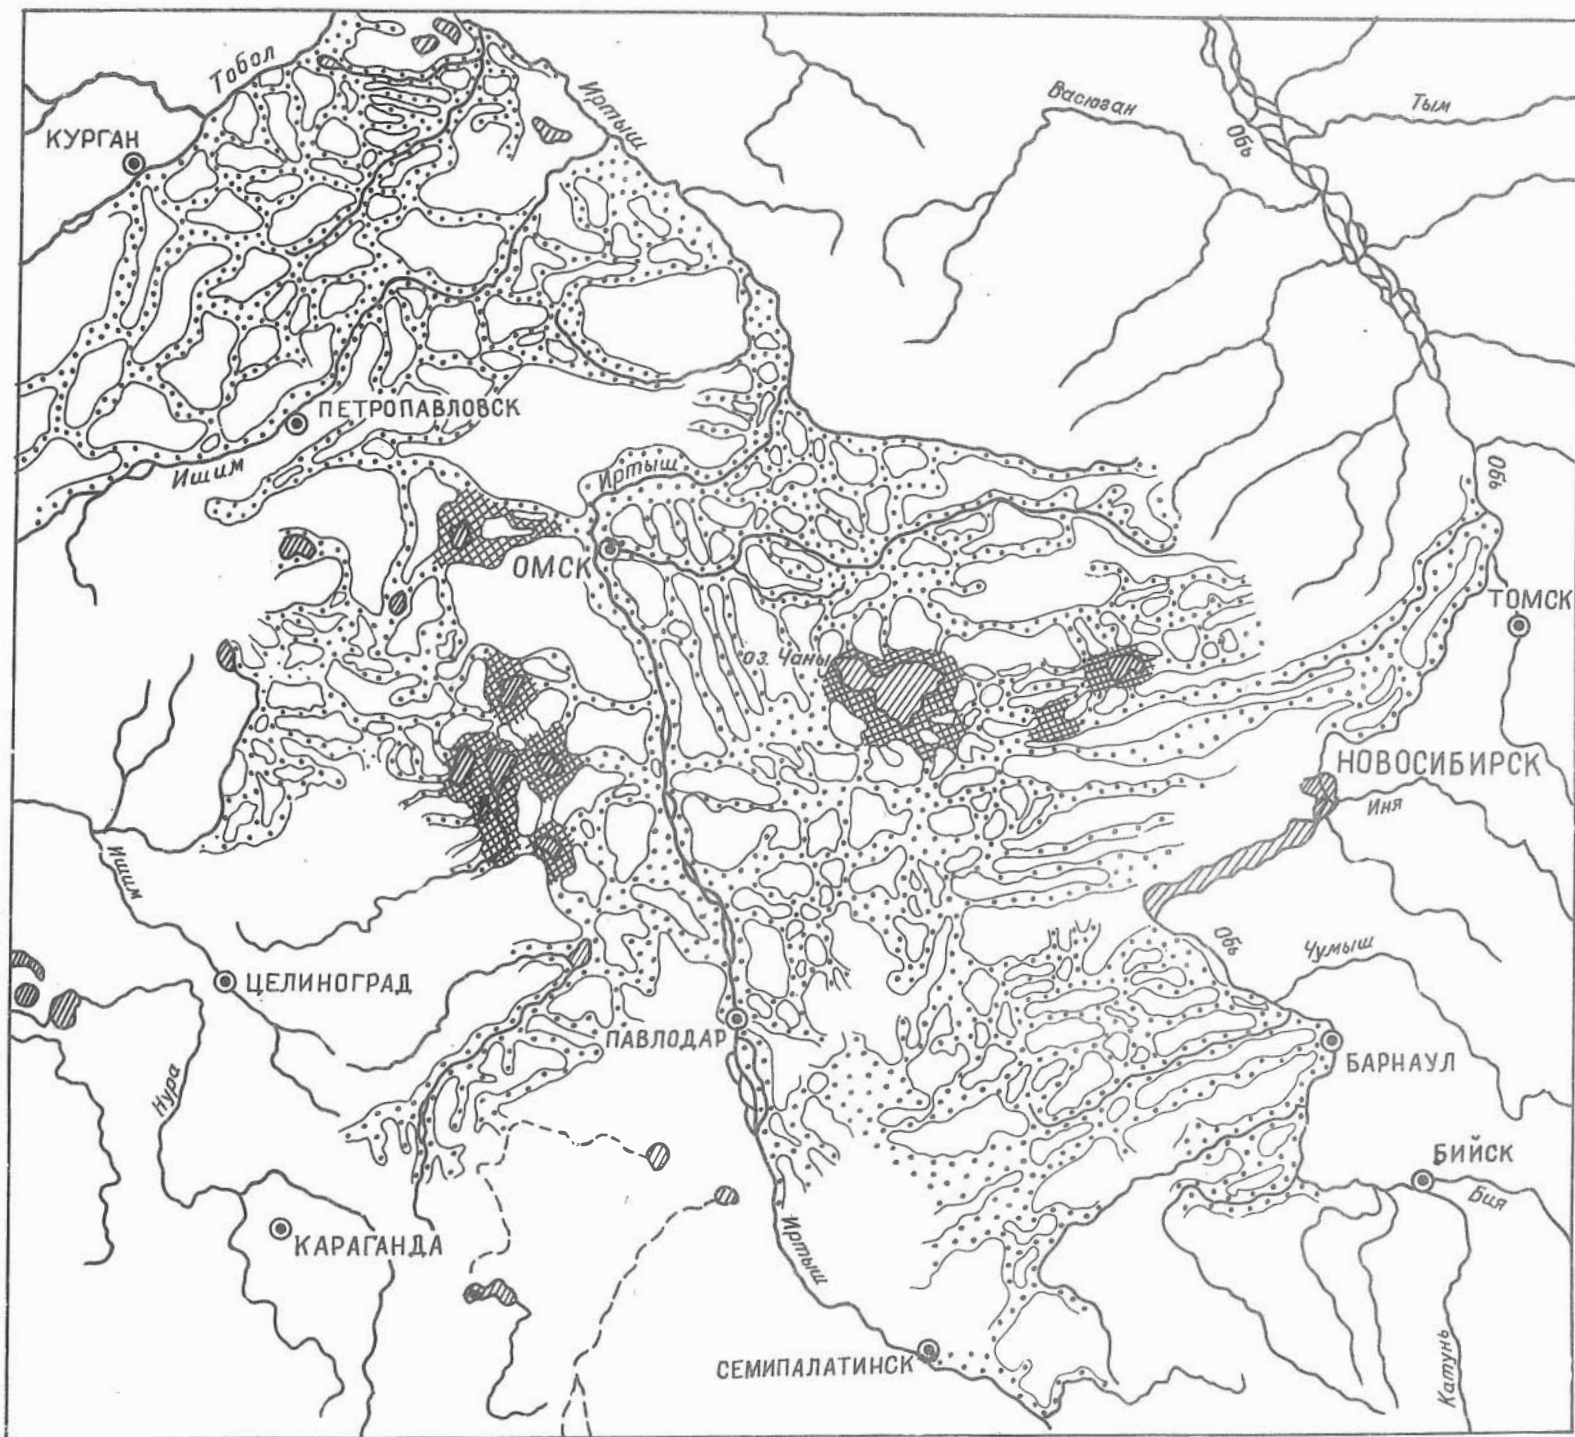 Тобол
Иртыш
Васюган
Тым
Обь
КУРГАН
ПЕТРОПАВЛОВСК
Ишим
Иртыш
Обь
ОМСК
ТОМСК
оз. Чаны
НОВОСИБИРСК
Иня
Ишим
Обь
Чумыш
ЦЕЛИНОГРАД
ПАВЛОДАР
БАРНАУЛ
Нура
БИЙСК
Бия
КАРАГАНДА
Иртыш
СЕМИПАЛАТИНСК
Катунь